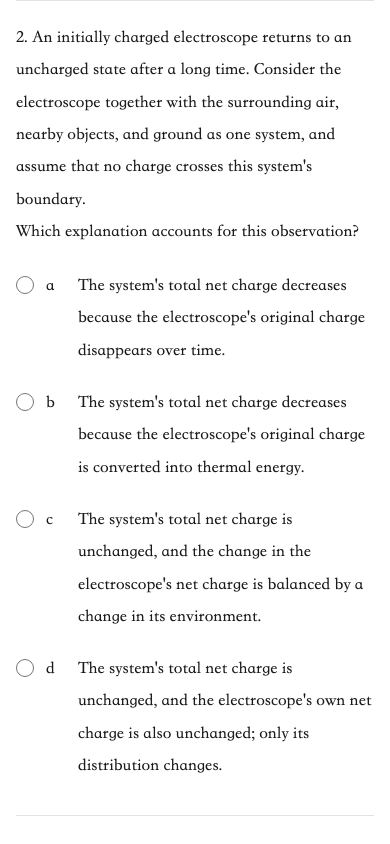 2. An initially charged electroscope returns to an
uncharged state after a long time. Consider the
electroscope together with the surrounding air,
nearby objects, and ground as one system, and
assume that no charge crosses this system's
boundary.
Which explanation accounts for this observation?
a The system's total net charge decreases
because the electroscope's original charge
disappears over time.
b The system's total net charge decreases
because the electroscope's original charge
is converted into thermal energy.
c The system's total net charge is
unchanged, and the change in the
electroscope's net charge is balanced by a
change in its environment.
d The system's total net charge is
unchanged, and the electroscope's own net
charge is also unchanged; only its
distribution changes.